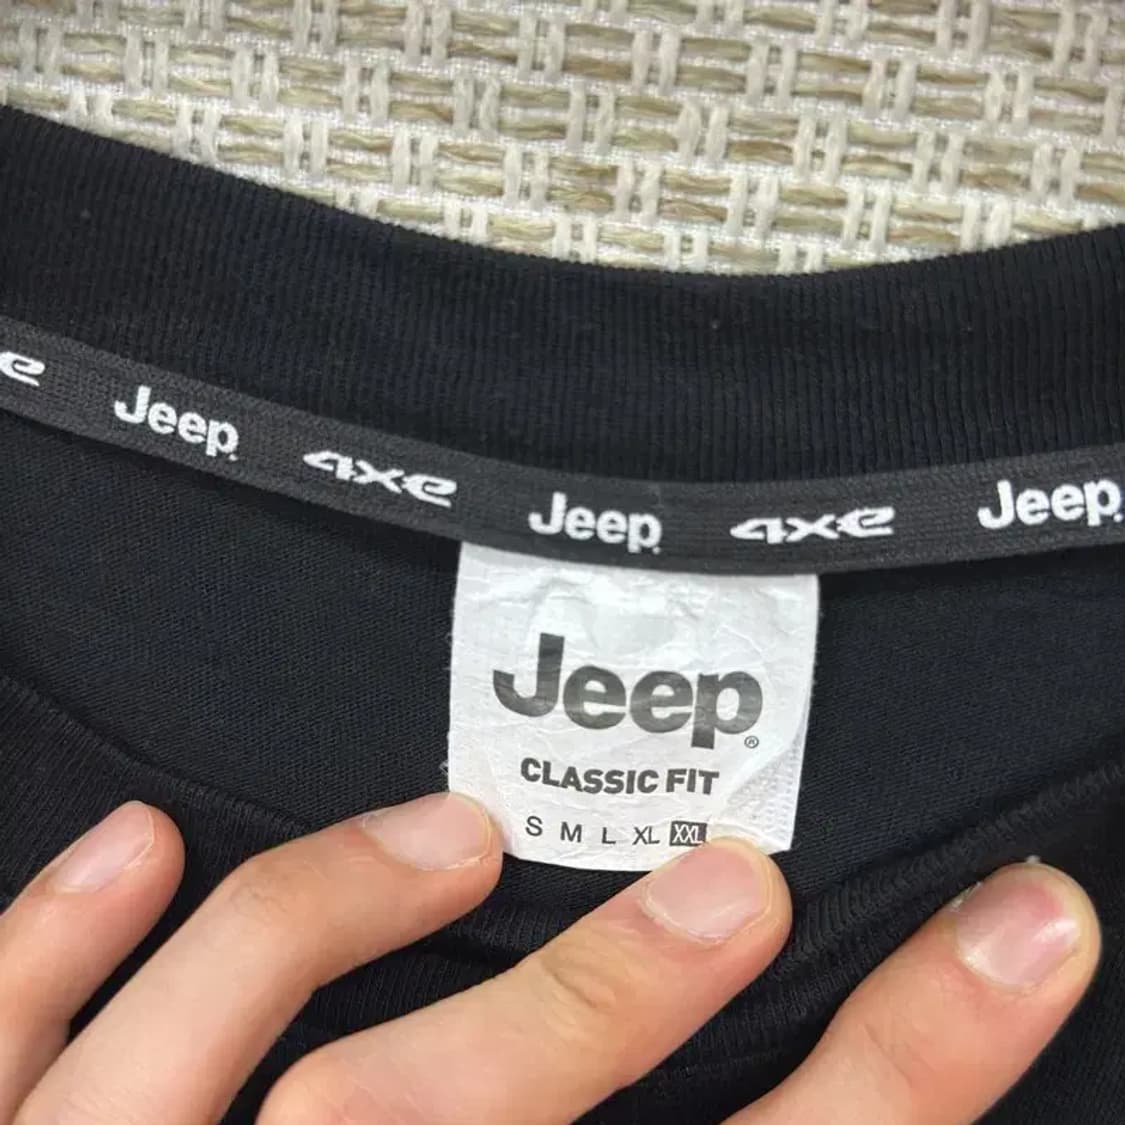 e Jeep 4xe Jeep 4xe Jeep
Jeep®
CLASSIC FIT
S M L XL XXL